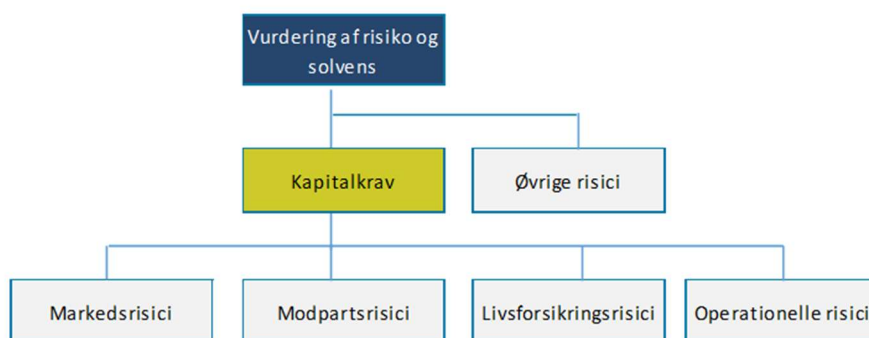 Vurdering af risiko og
solvens
Kapitalkrav
Øvrige risici
Markedsrisici
Modpartsrisici
Livsforsikringsrisici
Operationelle risici